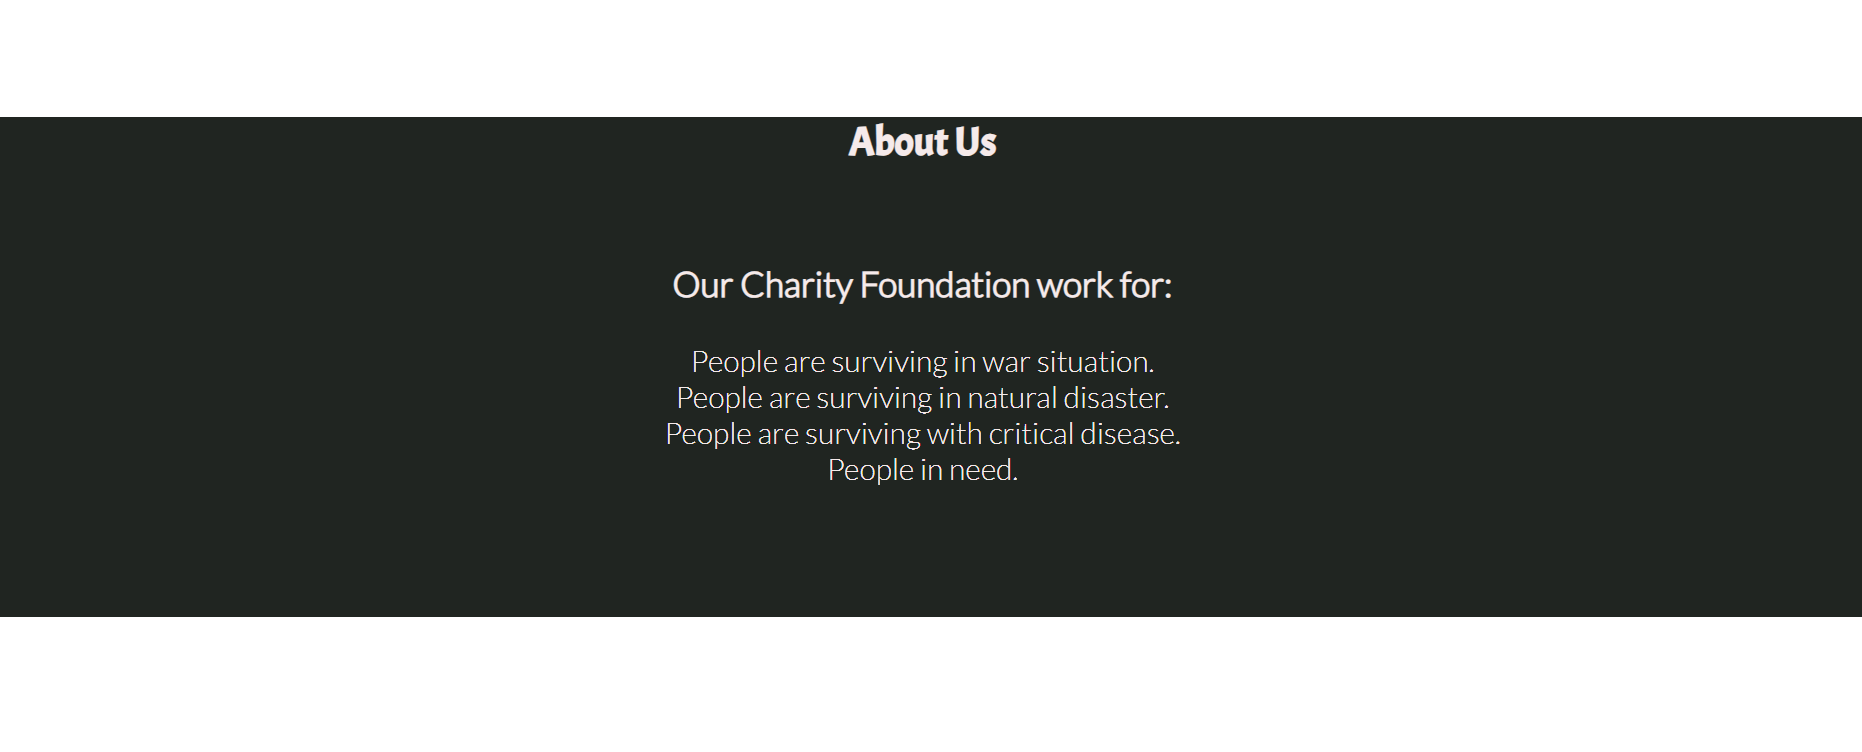 About Us
Our Charity Foundation work for:
People are surviving in war situation.
People are surviving in natural disaster.
People are surviving with critical disease.
People in need.